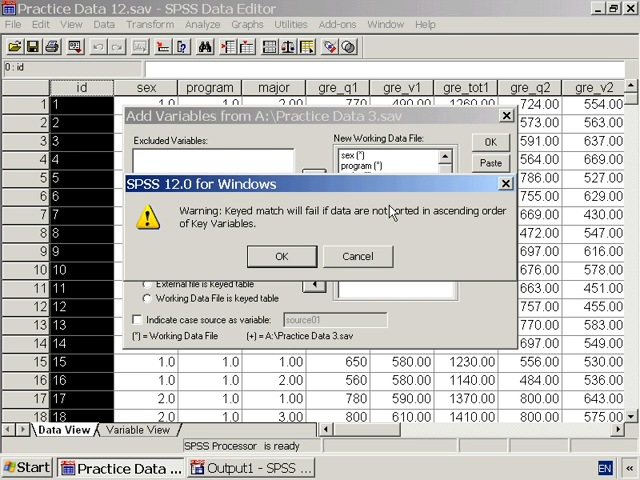 Practice Data 12.sav - SPSS Data Editor
File Edit View Data Transform Analyze Graphs Utilities Add-ons Window Help
0 : id
id sex program major gre_q1 gre_v1 gre_tot1 gre_q2 gre_v2
1 1 1.0 1.0 2.00 770 490.00 1260.00 724.00 554.00
Add Variables from A:\Practice Data 3.sav
2 2 573.00 563.00
Excluded Variables: New Working Data File: OK
3 3 591.00 637.00
sex (*)
4 4 564.00 669.00
program (*) Paste
5 5 786.00 527.00
SPSS 12.0 for Windows
6 6 700.00 629.00
7 7 669.00 430.00
Warning: Keyed match will fail if data are not sorted in ascending order
8 8 472.00 547.00
of Key Variables.
9 9 697.00 616.00
OK Cancel
10 10 676.00 578.00
11 11 663.00 451.00
External file is keyed table
12 12 757.00 455.00
Working Data File is keyed table
13 13 770.00 583.00
Indicate case source as variable: source01
14 14 697.00 549.00
(*) = Working Data File (+) = A:\Practice Data 3.sav
15 15 1.0 1.0 1.00 650 580.00 1230.00 556.00 530.00
16 16 1.0 2.00 560 580.00 1140.00 484.00 536.00
17 17 2.0 1.0 1.00 780 590.00 1370.00 800.00 643.00
18 18 2.0 1.0 3.00 800 610.00 1410.00 800.00 575.00
Data View Variable View
SPSS Processor is ready
Start Practice Data ... Output1 - SPSS ... EN «